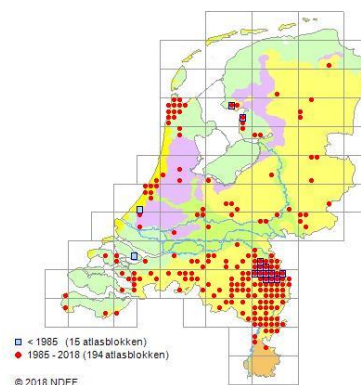 < 1985 (15 atlasblokken)
1985 - 2018 (194 atlasblokken)
© 2018 NDFF